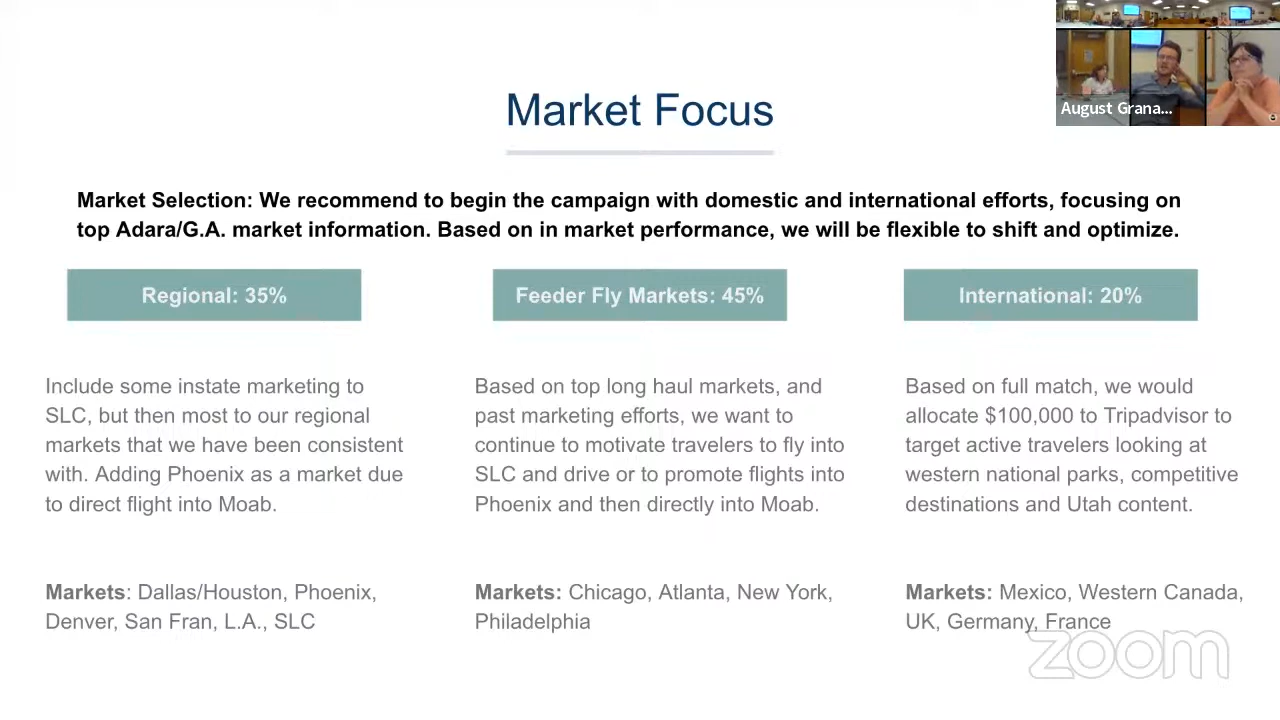 August Grana...
Market Focus
Market Selection: We recommend to begin the campaign with domestic and international efforts, focusing on
top Adara/G.A. market information. Based on in market performance, we will be flexible to shift and optimize.
Regional: 35%
Include some instate marketing to
SLC, but then most to our regional
markets that we have been consistent
with. Adding Phoenix as a market due
to direct flight into Moab.
Markets: Dallas/Houston, Phoenix,
Denver, San Fran, L.A., SLC
Feeder Fly Markets: 45%
Based on top long haul markets, and
past marketing efforts, we want to
continue to motivate travelers to fly into
SLC and drive or to promote flights into
Phoenix and then directly into Moab.
Markets: Chicago, Atlanta, New York,
Philadelphia
International: 20%
Based on full match, we would
allocate $100,000 to Tripadvisor to
target active travelers looking at
western national parks, competitive
destinations and Utah content.
Markets: Mexico, Western Canada,
UK, Germany, France
zoom